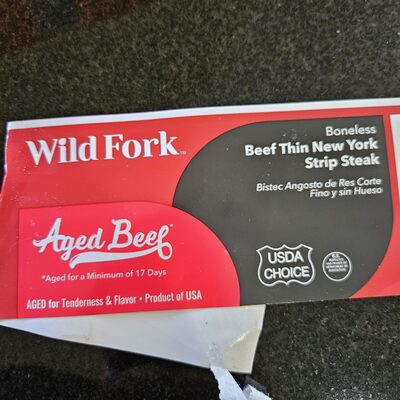 Wild Fork™
Boneless
Beef Thin New York
Strip Steak
Bistec Angosto de Res Corte
Fino y sin Hueso
Aged Beef*
*Aged for a Minimum of 17 Days
AGED for Tenderness & Flavor • Product of USA
USDA
CHOICE